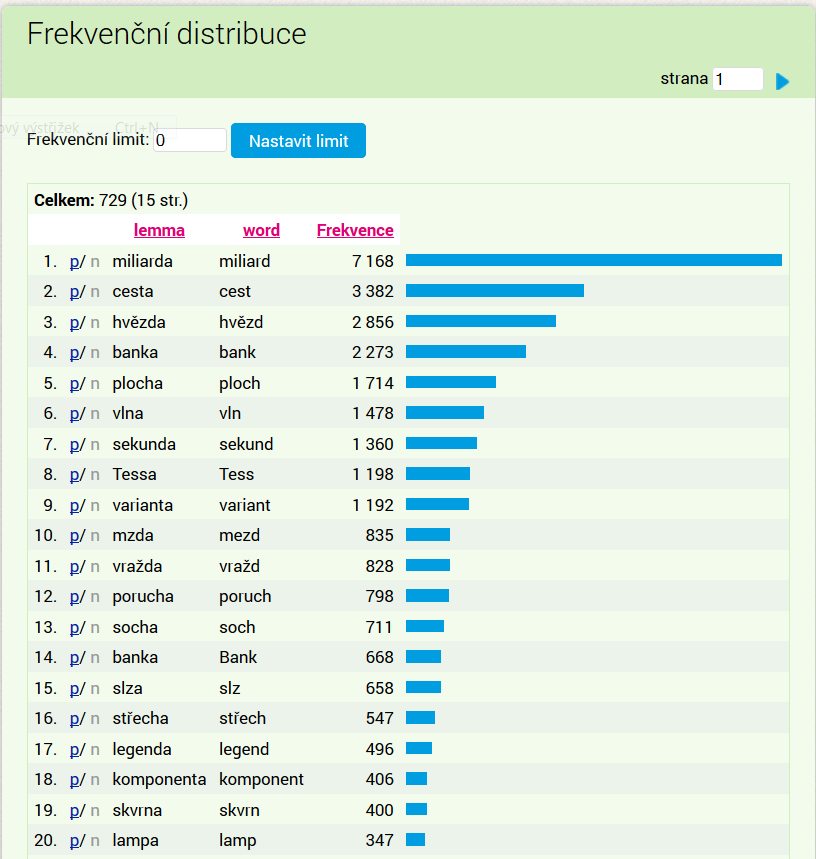 Frekvenční distribuce
strana 1
ový výstřižek Ctrl+N
Frekvenční limit: 0 Nastavit limit
Celkem: 729 (15 str.)
lemma word Frekvence
1. p/ n miliarda miliard 7 168
2. p/ n cesta cest 3 382
3. p/ n hvězda hvězd 2 856
4. p/ n banka bank 2 273
5. p/ n plocha ploch 1 714
6. p/ n vlna vln 1 478
7. p/ n sekunda sekund 1 360
8. p/ n Tessa Tess 1 198
9. p/ n varianta variant 1 192
10. p/ n mzda mezd 835
11. p/ n vražda vražd 828
12. p/ n porucha poruch 798
13. p/ n socha soch 711
14. p/ n banka Bank 668
15. p/ n slza slz 658
16. p/ n střecha střech 547
17. p/ n legenda legend 496
18. p/ n komponenta komponent 406
19. p/ n skvrna skvrn 400
20. p/ n lampa lamp 347